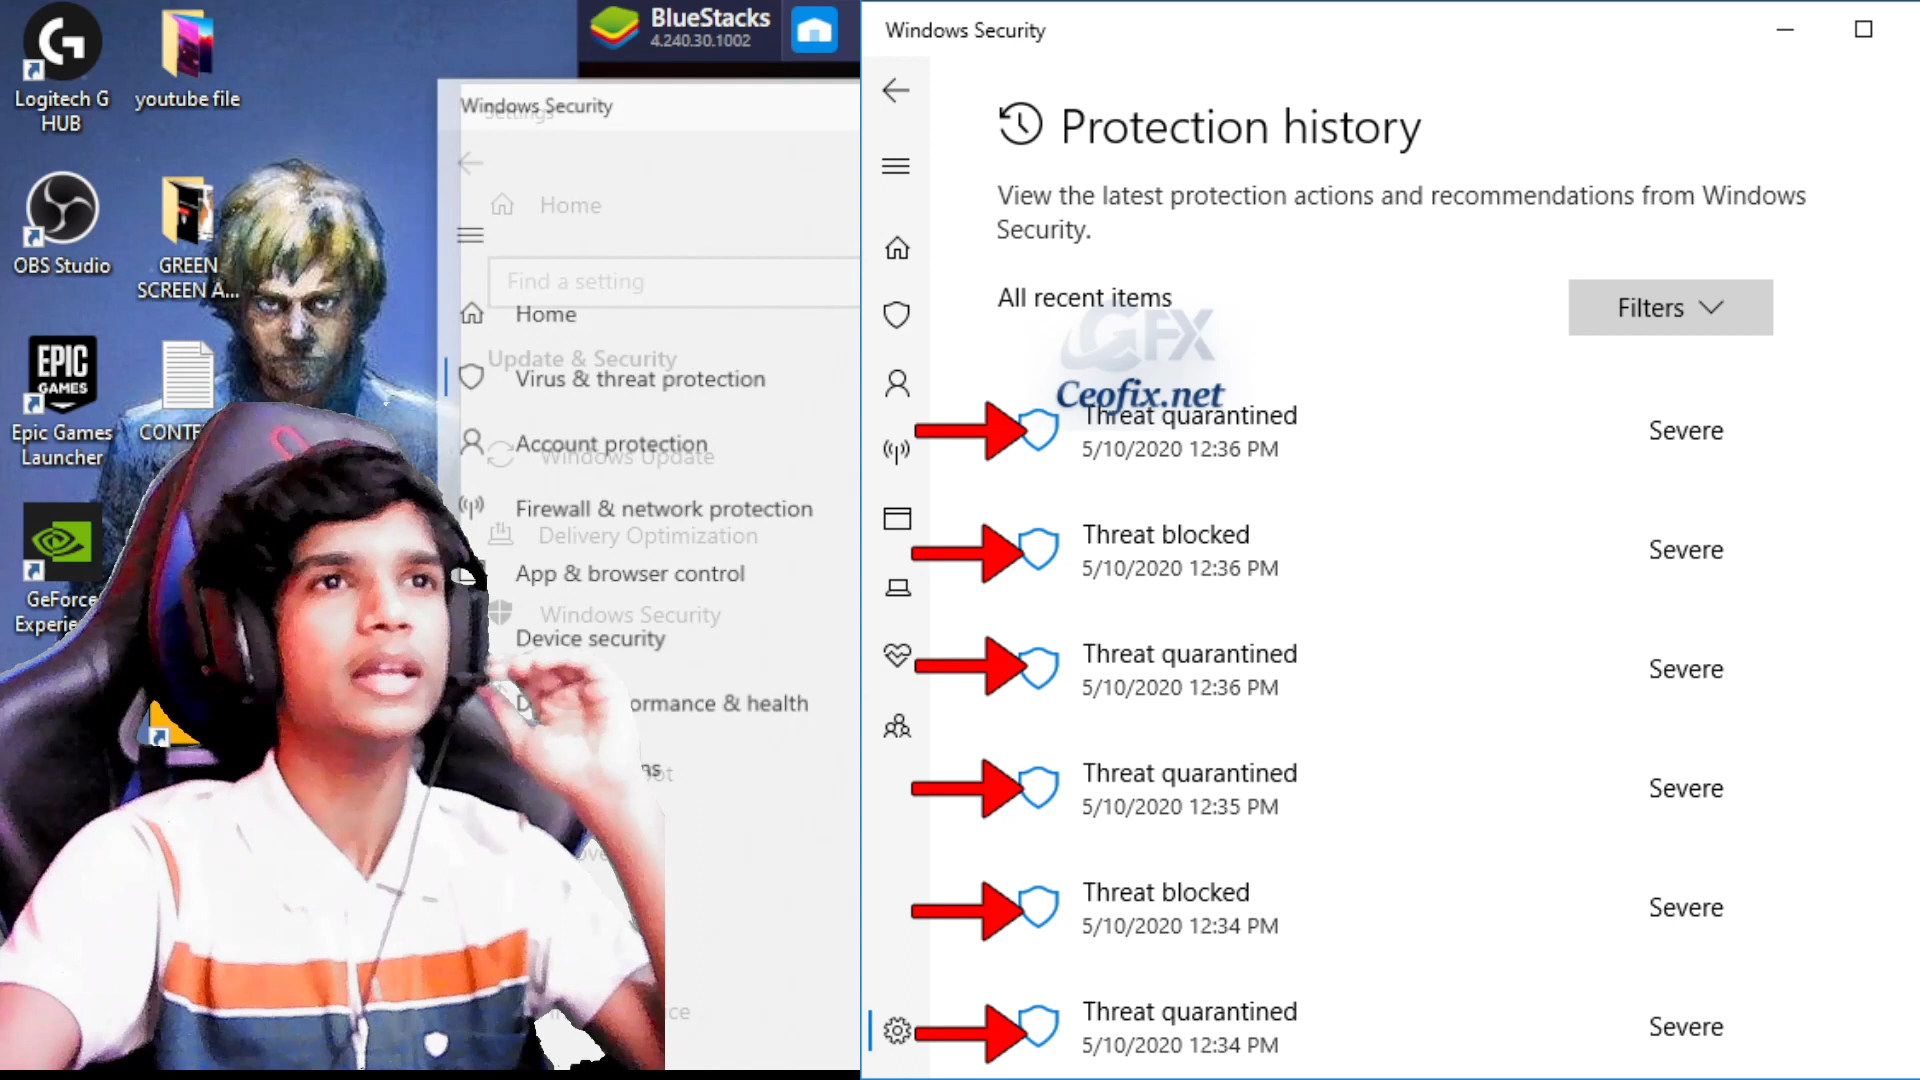 Logitech G
HUB
youtube file
OBS Studio
GREEN
SCREEN A...
EPIC
GAMES
Epic Games
Launcher
GeForce
BlueStacks
4.240.30.1002
Windows Security
Settings
Home
Find a setting
Home
Update & Security
Virus & threat protection
Account protection
Windows Update
Firewall & network protection
Delivery Optimization
App & browser control
Windows Security
Device security
ormance & health
Windows Security
Protection history
View the latest protection actions and recommendations from Windows
Security.
All recent items
Filters
GFX
Ceofix.net
Threat quarantined
5/10/2020 12:36 PM
Severe
Threat blocked
5/10/2020 12:36 PM
Severe
Threat quarantined
5/10/2020 12:36 PM
Severe
Threat quarantined
5/10/2020 12:35 PM
Severe
Threat blocked
5/10/2020 12:34 PM
Severe
Threat quarantined
5/10/2020 12:34 PM
Severe